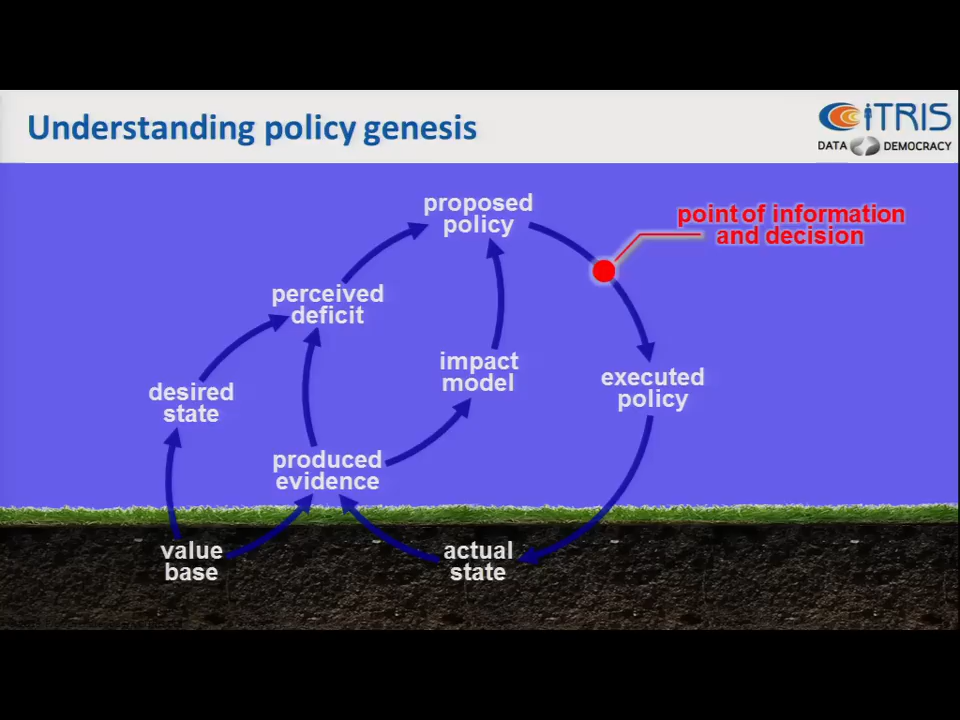 Understanding policy genesis
CiTRIS
DATA DEMOCRACY
proposed
policy
point of information
and decision
perceived
deficit
impact
model
executed
policy
desired
state
produced
evidence
value
base
actual
state